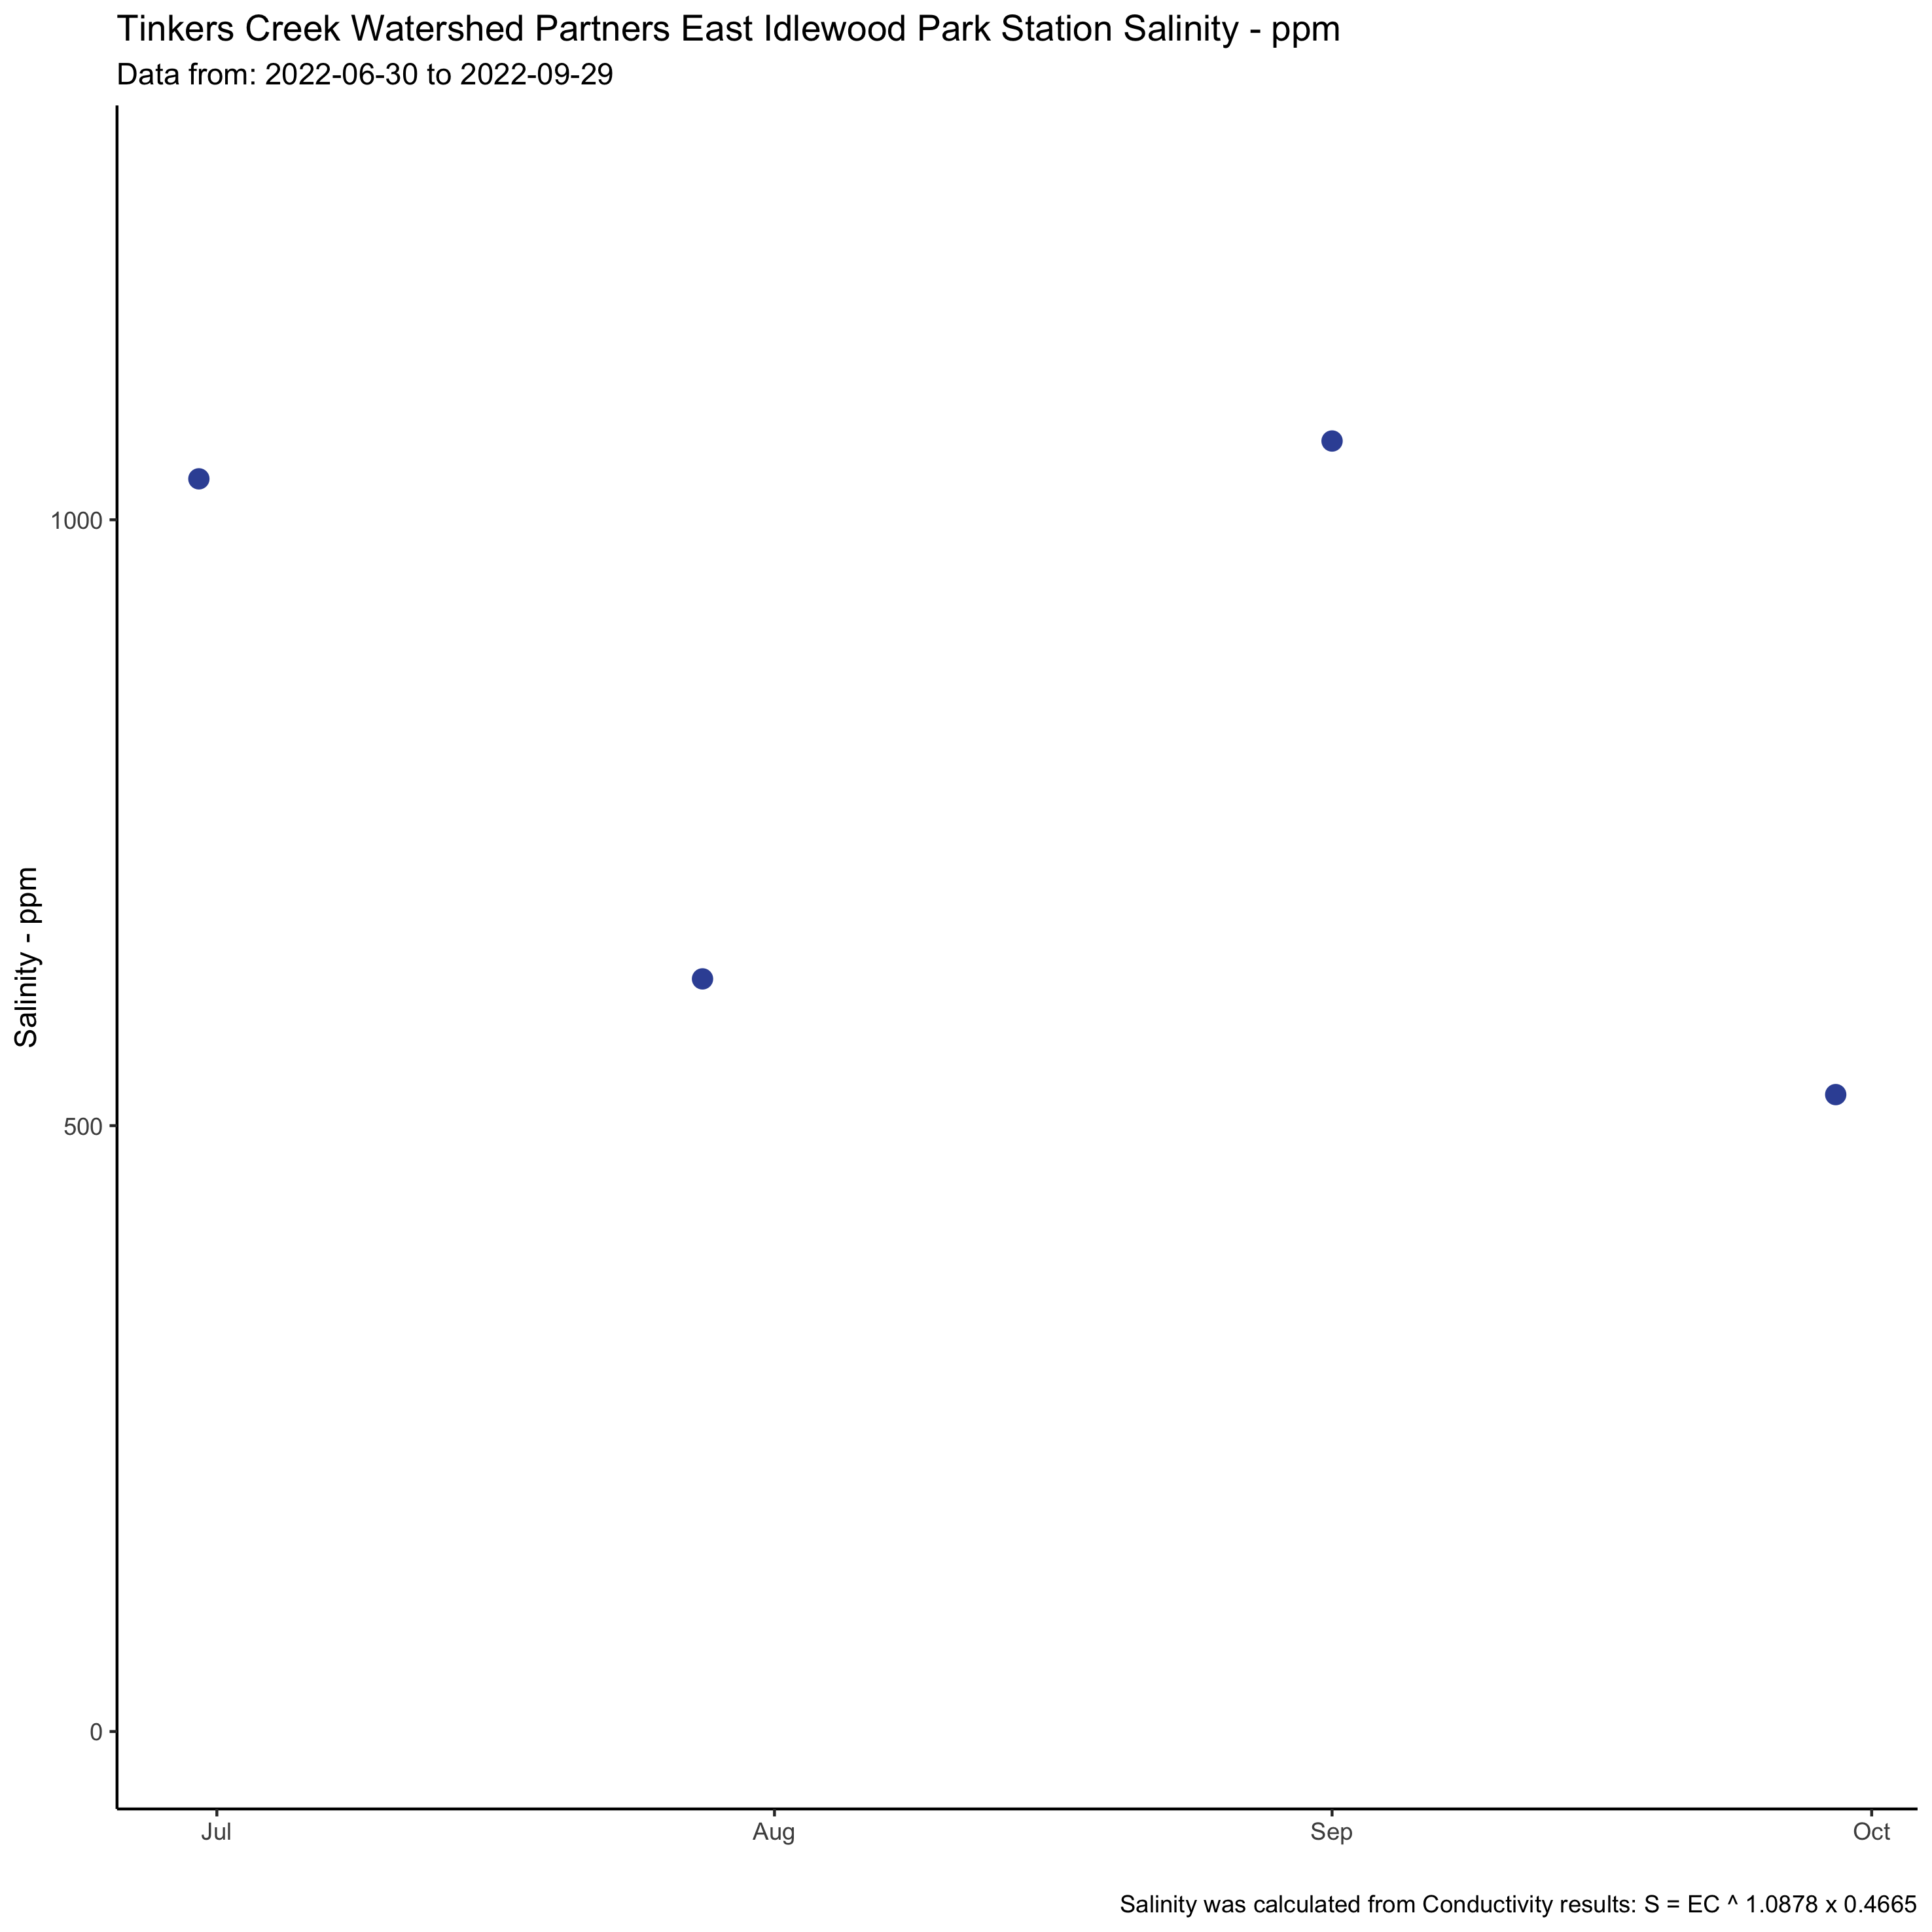 Tinkers Creek Watershed Partners East Idlewood Park Station Salinity - ppm
Data from: 2022-06-30 to 2022-09-29
Salinity - ppm
1000
500
0
Jul Aug Sep Oct
Salinity was calculated from Conductivity results: S = EC ^ 1.0878 x 0.4665